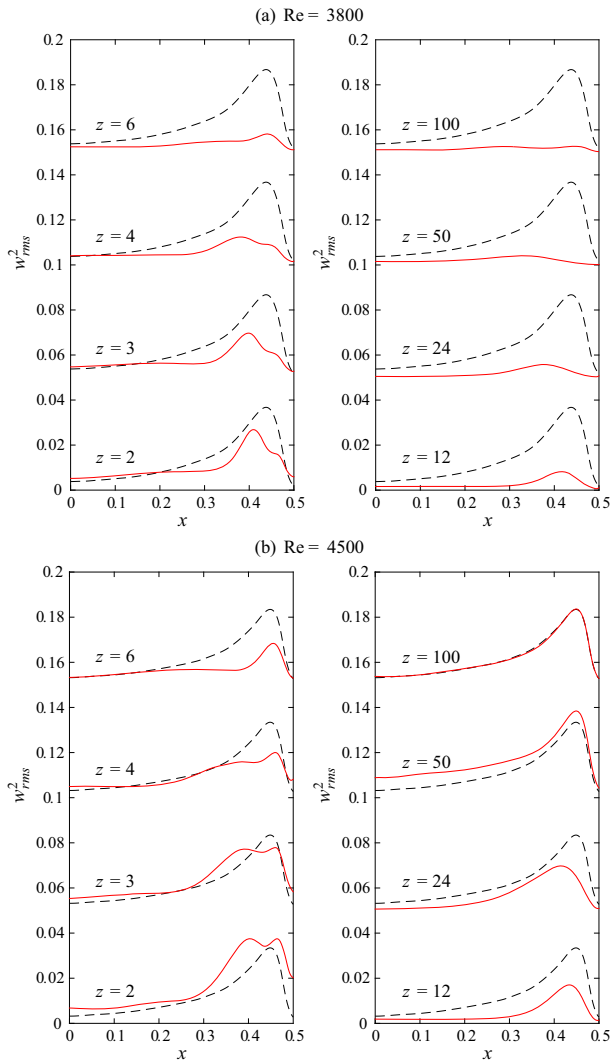 (a) Re = 3800
0.2
0.18
0.16
0.14
0.12
0.1
0.08
0.06
0.04
0.02
0
w²rms
z = 6
z = 4
z = 3
z = 2
0 0.1 0.2 0.3 0.4 0.5
x
z = 100
z = 50
z = 24
z = 12
0 0.1 0.2 0.3 0.4 0.5
x
(b) Re = 4500
0.2
0.18
0.16
0.14
0.12
0.1
0.08
0.06
0.04
0.02
0
w²rms
z = 6
z = 4
z = 3
z = 2
0 0.1 0.2 0.3 0.4 0.5
x
z = 100
z = 50
z = 24
z = 12
0 0.1 0.2 0.3 0.4 0.5
x